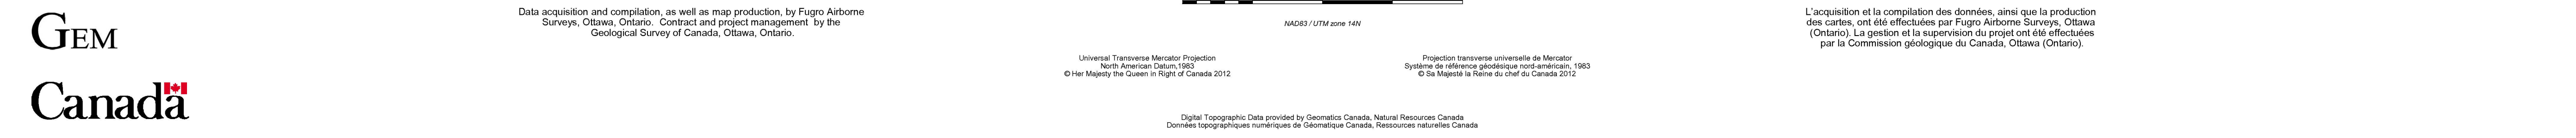 GEM
Canada
Data acquisition and compilation, as well as map production, by Fugro Airborne
Surveys, Ottawa, Ontario. Contract and project management by the
Geological Survey of Canada, Ottawa, Ontario.
NAD83 / UTM zone 14N
Universal Transverse Mercator Projection
North American Datum,1983
© Her Majesty the Queen in Right of Canada 2012
Projection transverse universelle de Mercator
Système de référence géodésique nord-américain, 1983
© Sa Majesté la Reine du chef du Canada 2012
Digital Topographic Data provided by Geomatics Canada, Natural Resources Canada
Données topographiques numériques de Géomatique Canada, Ressources naturelles Canada
L'acquisition et la compilation des données, ainsi que la production
des cartes, ont été effectuées par Fugro Airborne Surveys, Ottawa
(Ontario). La gestion et la supervision du projet ont été effectuées
par la Commission géologique du Canada, Ottawa (Ontario).